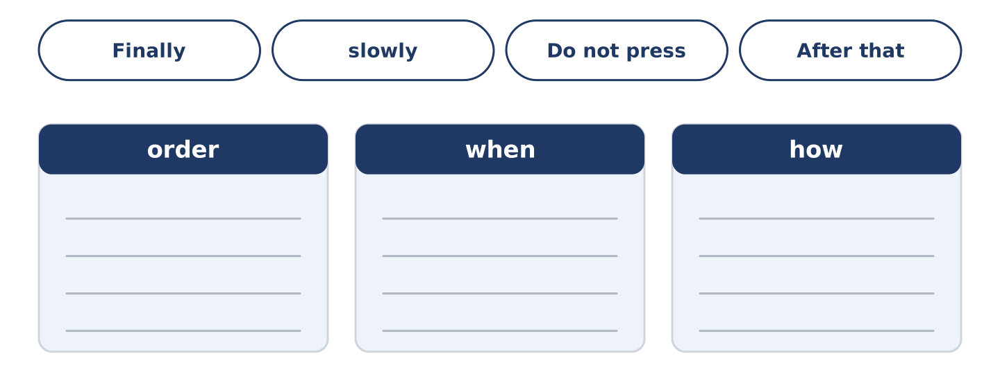 Finally slowly Do not press After that
order when how